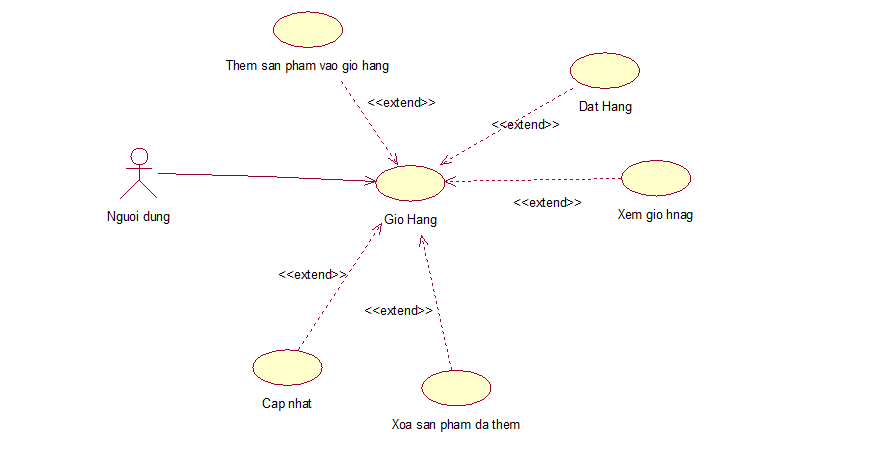 Them san pham vao gio hang
<<extend>>
Dat Hang
<<extend>>
Nguoi dung
Gio Hang
<<extend>>
Xem gio hnag
<<extend>>
<<extend>>
Cap nhat
Xoa san pham da them